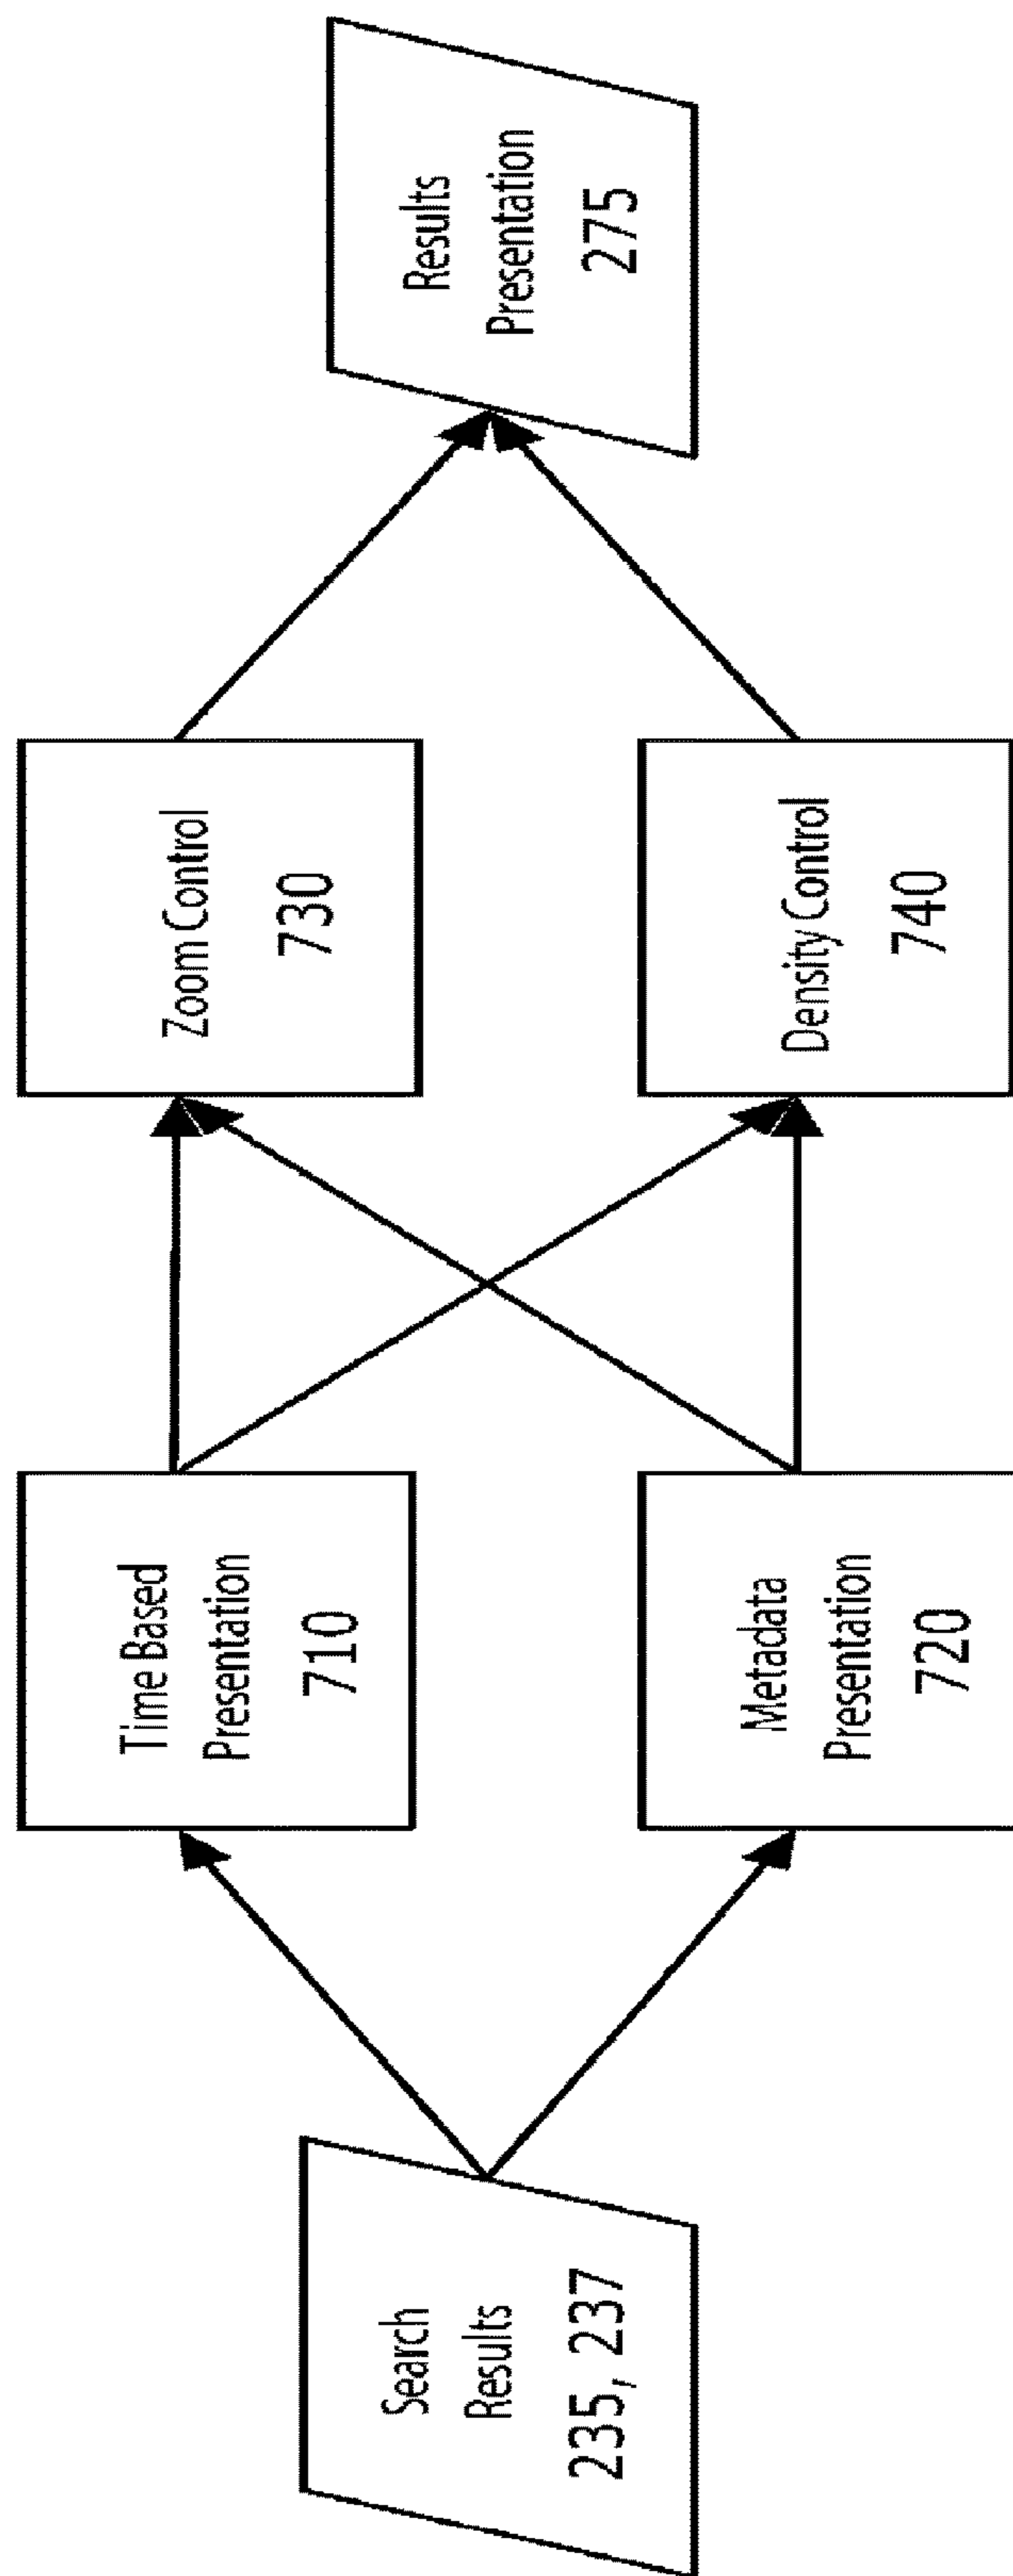 Search
Results
235, 237
Time Based
Presentation
710
Metadata
Presentation
720
Zoom Control
730
Density Control
740
Results
Presentation
275